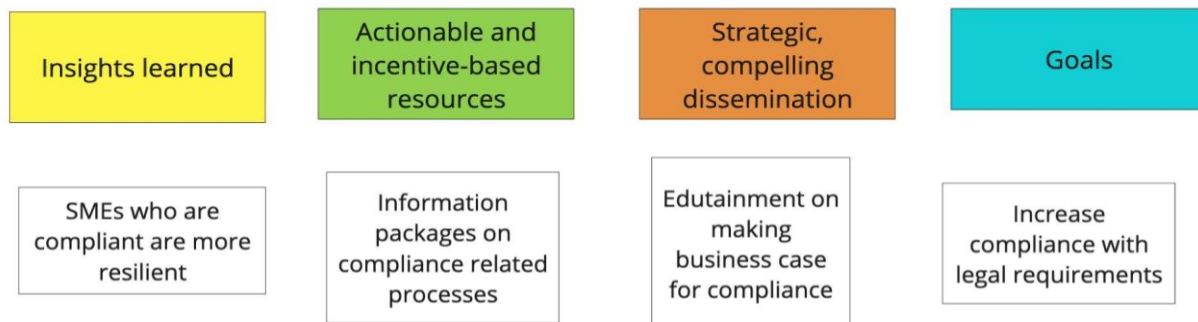 Insights learned
Actionable and
incentive-based
resources
Strategic,
compelling
dissemination
Goals
SMEs who are
compliant are more
resilient
Information
packages on
compliance related
processes
Edutainment on
making
business case
for compliance
Increase
compliance with
legal requirements